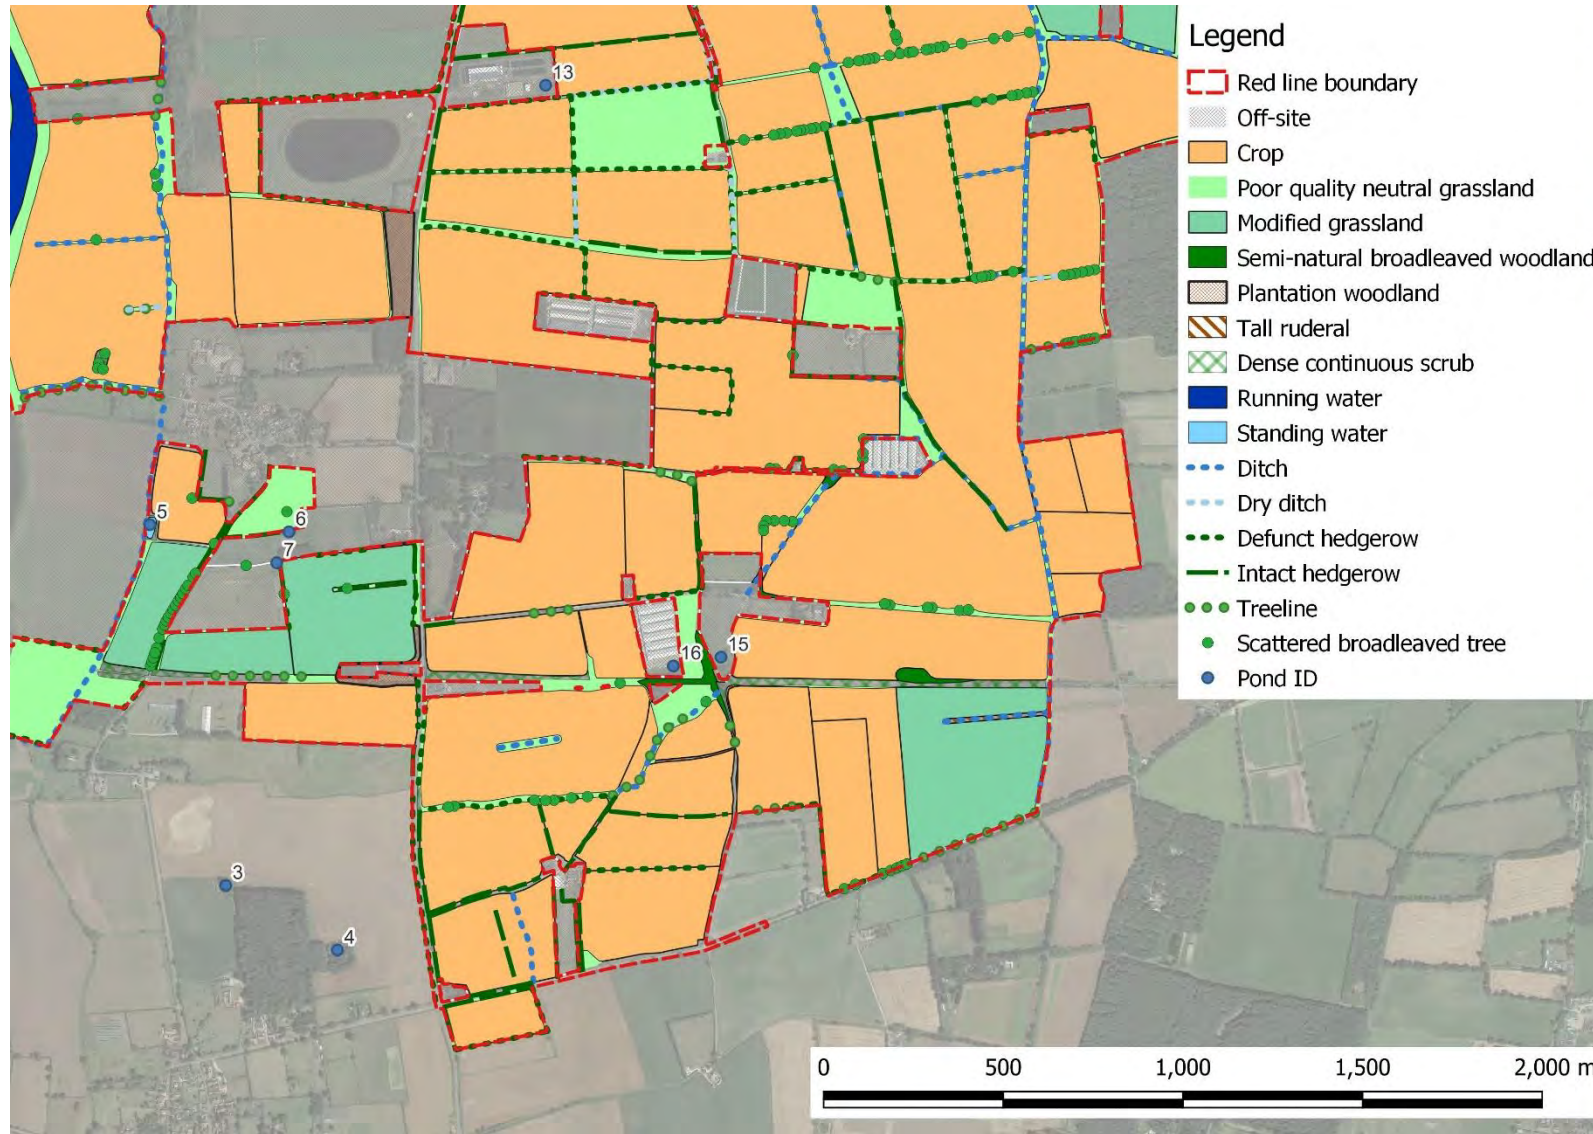 Legend
Red line boundary
Off-site
Crop
Poor quality neutral grassland
Modified grassland
Semi-natural broadleaved woodland
Plantation woodland
Tall ruderal
Dense continuous scrub
Running water
Standing water
Ditch
Dry ditch
Defunct hedgerow
Intact hedgerow
Treeline
Scattered broadleaved tree
Pond ID
13
5
6
7
15
16
3
4
0 500 1,000 1,500 2,000 m